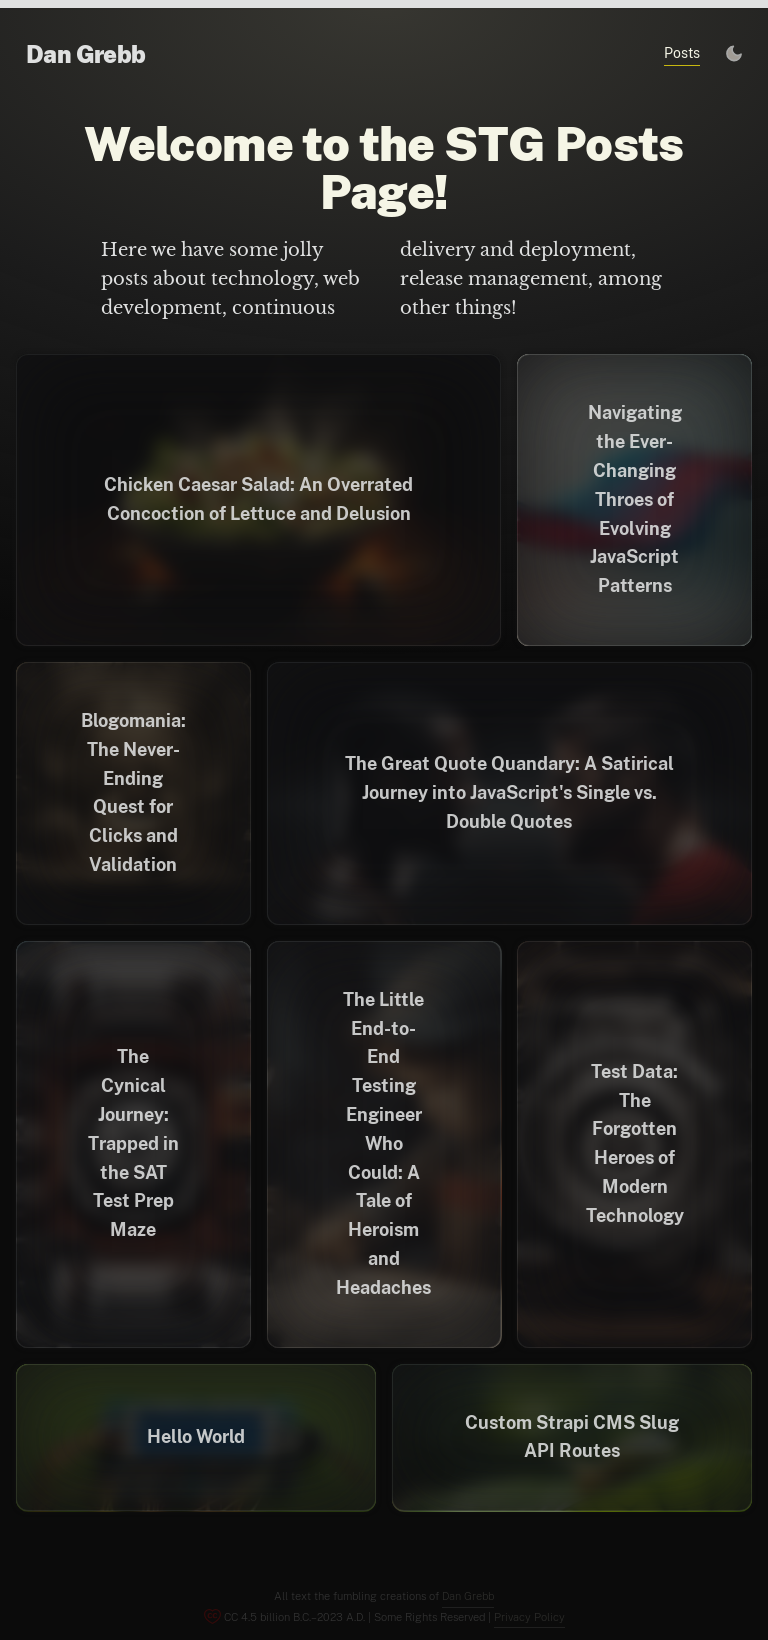 Dan Grebb
Posts
Welcome to the STG Posts
Page!
Here we have some jolly
posts about technology, web
development, continuous
delivery and deployment,
release management, among
other things!
Chicken Caesar Salad: An Overrated
Concoction of Lettuce and Delusion
Navigating
the Ever-
Changing
Throes of
Evolving
JavaScript
Patterns
Blogomania:
The Never-
Ending
Quest for
Clicks and
Validation
The Great Quote Quandary: A Satirical
Journey into JavaScript's Single vs.
Double Quotes
The
Cynical
Journey:
Trapped in
the SAT
Test Prep
Maze
The Little
End-to-
End
Testing
Engineer
Who
Could: A
Tale of
Heroism
and
Headaches
Test Data:
The
Forgotten
Heroes of
Modern
Technology
Hello World
Custom Strapi CMS Slug
API Routes
All text the fumbling creations of Dan Grebb
CC 4.5 billion B.C.–2023 A.D. | Some Rights Reserved | Privacy Policy